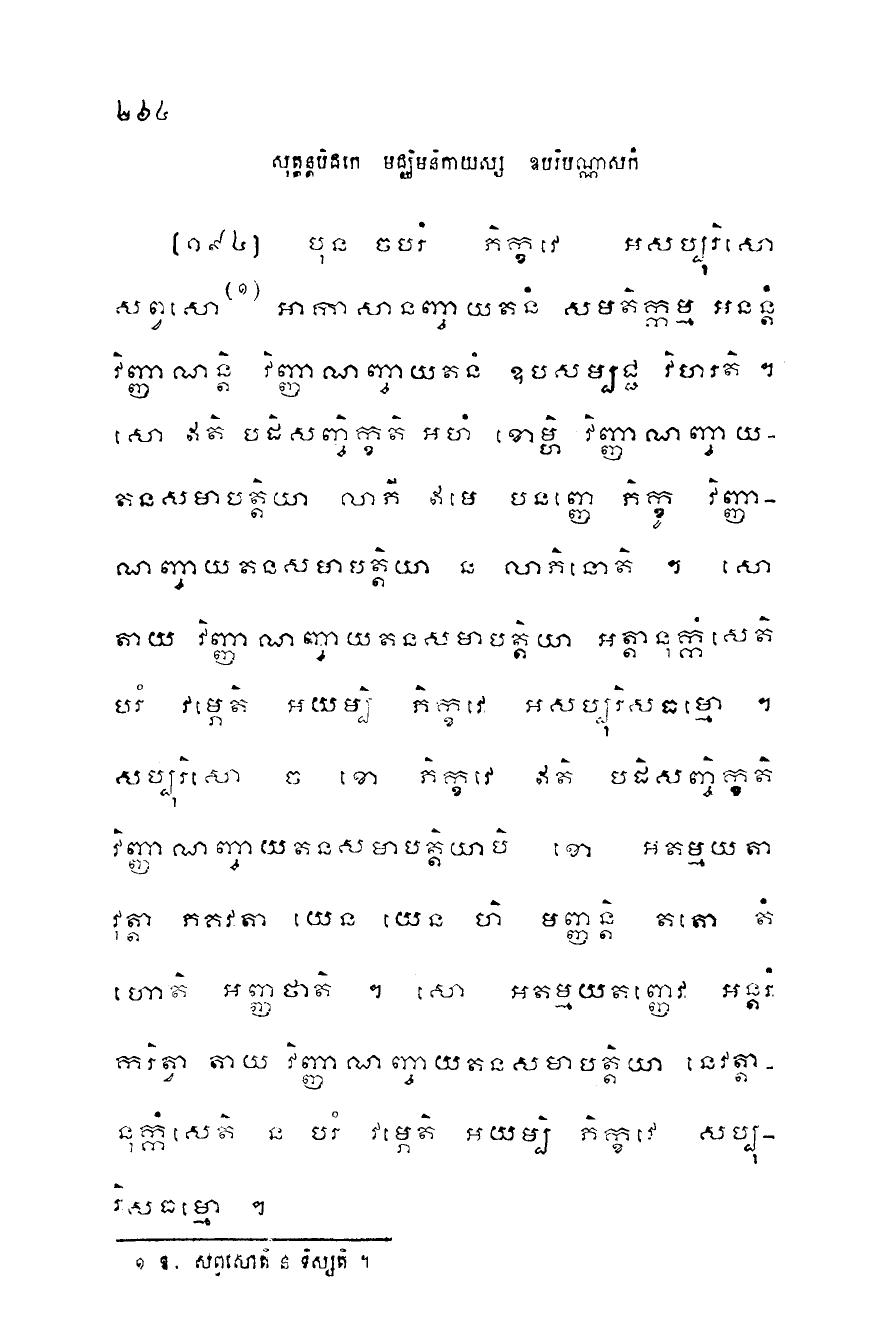 ២៦៤
សុត្តន្តបិដកេ មជ្ឈិមនិកាយស្ស ឧបរិបណ្ណាសកំ
[១៩៤] បុន ចបរំ ភិក្ខវេ អសប្បុរិសោ
សព្វសោ(១) អាកាសានញ្ចាយតនំ សមតិក្កម្ម អនន្តំ
វិញ្ញាណន្តិ វិញ្ញាណញ្ចាយតនំ ឧបសម្បជ្ជ វិហរតិ ។
សោ ឥតិ បដិសញ្ចិក្ខតិ អហំ ខោម្ហិ វិញ្ញាណញ្ចាយ-
តនសមាបត្តិយា លាភី ឥមេ បនញ្ញេ ភិក្ខូ វិញ្ញា-
ណញ្ចាយតនសមាបត្តិយា ន លាភិនោតិ ។ សោ
តាយ វិញ្ញាណញ្ចាយតនសមាបត្តិយា អត្តានុក្កំសេតិ
បរំ វម្ភេតិ អយម្បិ ភិក្ខវេ អសប្បុរិសធម្មោ ។
សប្បុរិសោ ច ខោ ភិក្ខវេ ឥតិ បដិសញ្ចិក្ខតិ
វិញ្ញាណញ្ចាយតនសមាបត្តិយាបិ ខោ អតម្មយតា
វុត្តា ភគវតា យេន យេន ហិ មញ្ញន្តិ តតោ តំ
ហោតិ អញ្ញថាតិ ។ សោ អតម្មយតញ្ញេវ អន្តរំ
ករិត្វា តាយ វិញ្ញាណញ្ចាយតនសមាបត្តិយា នេវត្តា-
នុក្កំសេតិ ន បរំ វម្ភេតិ អយម្បិ ភិក្ខវេ សប្បុ-
រិសធម្មោ ។
១ ឧ. សព្វសោតិ ន ទិស្សតិ ។